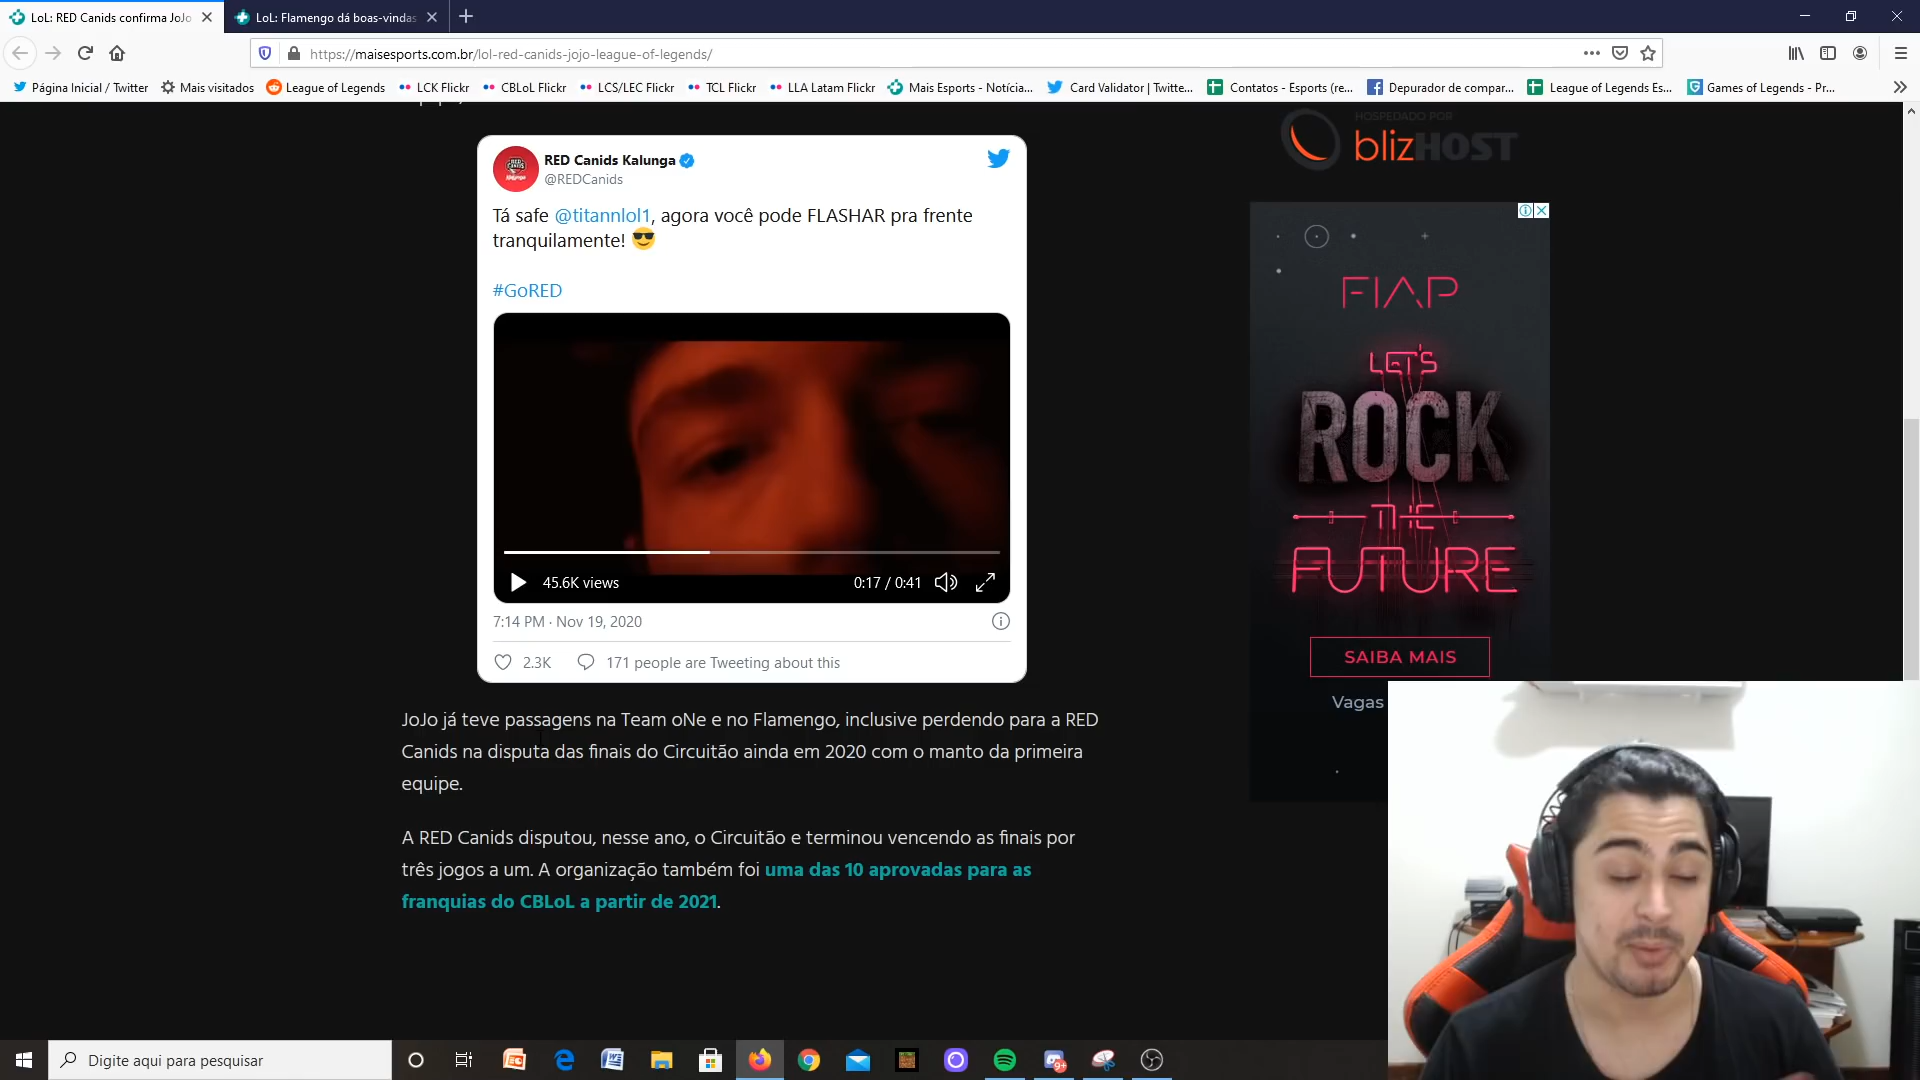 LoL: RED Canids confirma JoJo
LoL: Flamengo dá boas-vindas
https://maisesports.com.br/lol-red-canids-jojo-league-of-legends/
Página Inicial / Twitter
Mais visitados
League of Legends
LCK Flickr
CBLoL Flickr
LCS/LEC Flickr
TCL Flickr
LLA Latam Flickr
Mais Esports - Notícia...
Card Validator | Twitte...
Contatos - Esports (re...
Depurador de compar...
League of Legends Es...
Games of Legends - Pr...
HOSPEDADO POR
blizHOST
RED Canids Kalunga
@REDCanids
Tá safe @titannlol1, agora você pode FLASHAR pra frente
tranquilamente! 😎
#GoRED
45.6K views
0:17 / 0:41
7:14 PM · Nov 19, 2020
2.3K
171 people are Tweeting about this
FIAP
LET'S
ROCK
THE
FUTURE
SAIBA MAIS
Vagas
JoJo já teve passagens na Team oNe e no Flamengo, inclusive perdendo para a RED
Canids na disputa das finais do Circuitão ainda em 2020 com o manto da primeira
equipe.
A RED Canids disputou, nesse ano, o Circuitão e terminou vencendo as finais por
três jogos a um. A organização também foi uma das 10 aprovadas para as
franquias do CBLoL a partir de 2021.
Digite aqui para pesquisar